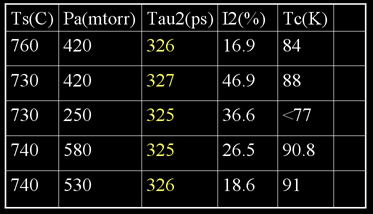 Ts(C) Pa(mtorr) Tau2(ps) I2(%) Tc(K)
760 420 326 16.9 84
730 420 327 46.9 88
730 250 325 36.6 <77
740 580 325 26.5 90.8
740 530 326 18.6 91